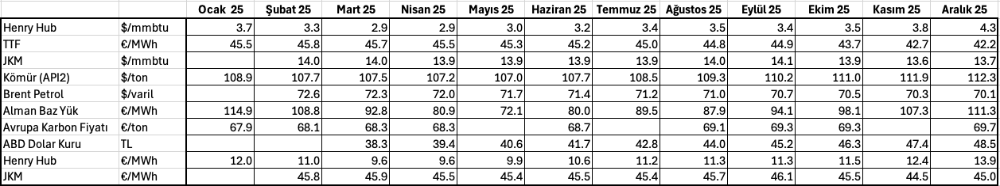 Ocak 25 Şubat 25 Mart 25 Nisan 25 Mayıs 25 Haziran 25 Temmuz 25 Ağustos 25 Eylül 25 Ekim 25 Kasım 25 Aralık 25
Henry Hub $/mmbtu 3.7 3.3 2.9 2.9 3.0 3.2 3.4 3.5 3.4 3.5 3.8 4.3
TTF €/MWh 45.5 45.8 45.7 45.5 45.3 45.2 45.0 44.8 44.9 43.7 42.7 42.2
JKM $/mmbtu 14.0 14.0 13.9 13.9 13.9 13.9 14.0 14.1 13.9 13.6 13.7
Kömür (API2) $/ton 108.9 107.7 107.5 107.2 107.0 107.7 108.5 109.3 110.2 111.0 111.9 112.3
Brent Petrol $/varil 72.6 72.3 72.0 71.7 71.4 71.2 71.0 70.7 70.5 70.3 70.1
Alman Baz Yük €/MWh 114.9 108.8 92.8 80.9 72.1 80.0 89.5 87.9 94.1 98.1 107.3 111.3
Avrupa Karbon Fiyatı €/ton 67.9 68.1 68.3 68.3 68.7 69.1 69.3 69.3 69.7
ABD Dolar Kuru TL 38.3 39.4 40.6 41.7 42.8 44.0 45.2 46.3 47.4 48.5
Henry Hub €/MWh 12.0 11.0 9.6 9.6 9.9 10.6 11.2 11.3 11.3 11.5 12.4 13.9
JKM €/MWh 45.8 45.9 45.5 45.4 45.5 45.4 45.7 46.1 45.5 44.5 45.0